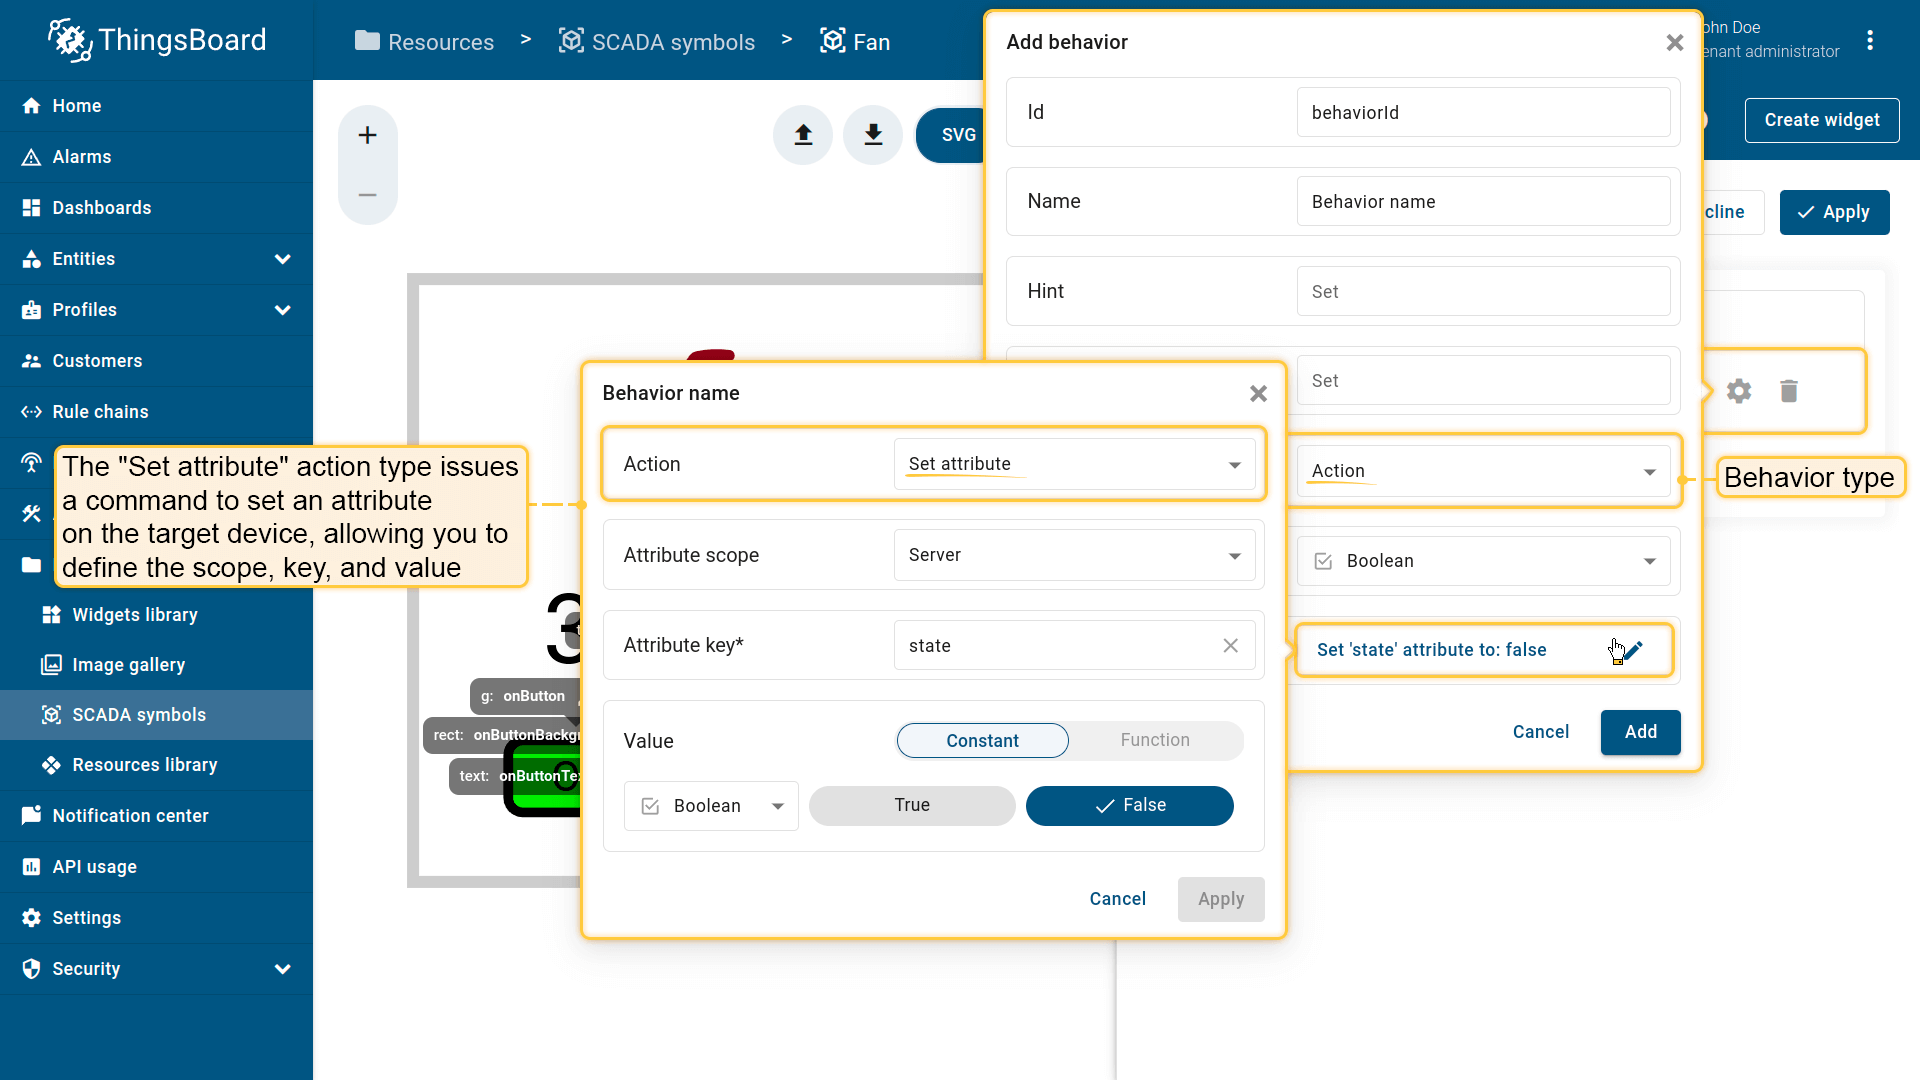 ThingsBoard
Resources > SCADA symbols > Fan
Home
Alarms
Dashboards
Entities
Profiles
Customers
Rule chains
Widgets library
Image gallery
SCADA symbols
Resources library
Notification center
API usage
Settings
Security
The "Set attribute" action type issues
a command to set an attribute
on the target device, allowing you to
define the scope, key, and value
SVG
3
g: onButton
rect: onButtonBackgr
text: onButtonTex
Behavior name
Action
Set attribute
Attribute scope
Server
Attribute key*
state
Value
Constant
Function
Boolean
True
False
Cancel
Apply
Add behavior
Id
behaviorId
Name
Behavior name
Hint
Set
Set
Action
Boolean
Set 'state' attribute to: false
Cancel
Add
ohn Doe
enant administrator
Create widget
cline
Apply
Behavior type